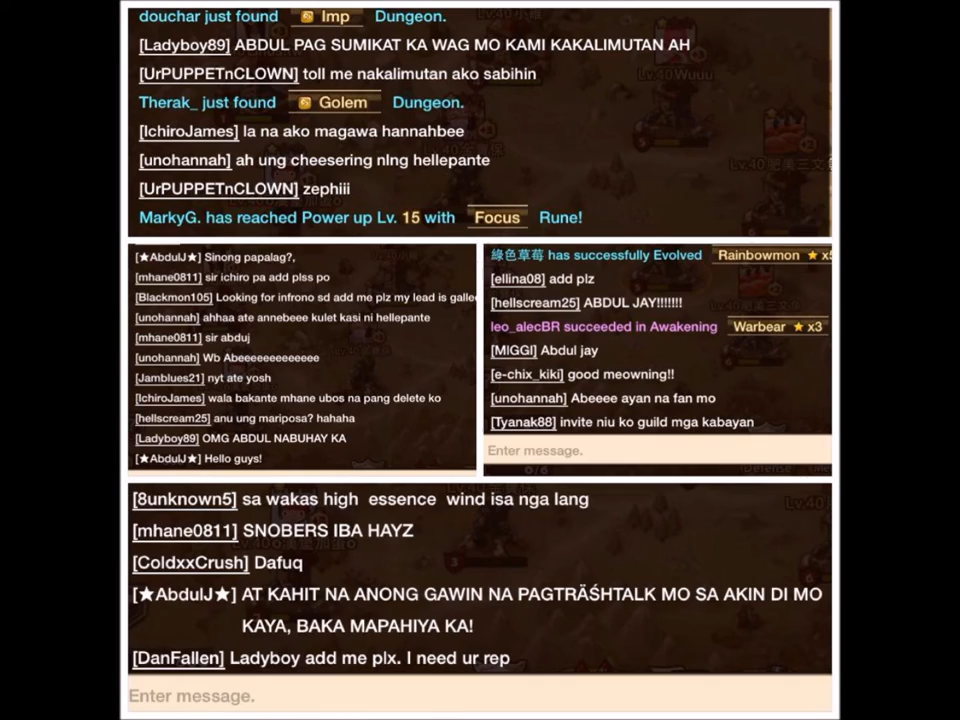 douchar just found Imp Dungeon.
[Ladyboy89] ABDUL PAG SUMIKAT KA WAG MO KAMI KAKALIMUTAN AH
[UrPUPPETnCLOWN] toll me nakalimutan ako sabihin
Therak_ just found Golem Dungeon.
[IchiroJames] la na ako magawa hannahbee
[unohannah] ah ung cheesering nlng hellepante
[UrPUPPETnCLOWN] zephiii
MarkyG. has reached Power up Lv. 15 with Focus Rune!
Lv.40 Wuuu
[★AbdulJ★] Sinong papalag?,
[mhane0811] sir ichiro pa add plss po
[Blackmon105] Looking for infrono sd add me plz my lead is galle
[unohannah] ahhaa ate annebeee kulet kasi ni hellepante
[mhane0811] sir abduj
[unohannah] Wb Abeeeeeeeeeeeee
[Jamblues21] nyt ate yosh
[IchiroJames] wala bakante mhane ubos na pang delete ko
[hellscream25] anu ung mariposa? hahaha
[Ladyboy89] OMG ABDUL NABUHAY KA
[★AbdulJ★] Hello guys!
綠色草莓 has successfully Evolved Rainbowmon ★x5
[ellina08] add plz
[hellscream25] ABDUL JAY!!!!!!!
leo_alecBR succeeded in Awakening Warbear ★x3
[MIGGI] Abdul jay
[e-chix_kiki] good meowning!!
[unohannah] Abeeee ayan na fan mo
[Tyanak88] invite niu ko guild mga kabayan
Enter message.
[8unknown5] sa wakas high essence wind isa nga lang
[mhane0811] SNOBERS IBA HAYZ
[ColdxxCrush] Dafuq
[★AbdulJ★] AT KAHIT NA ANONG GAWIN NA PAGTRÄŚHTALK MO SA AKIN DI MO
KAYA, BAKA MAPAHIYA KA!
[DanFallen] Ladyboy add me plx. I need ur rep
Enter message.